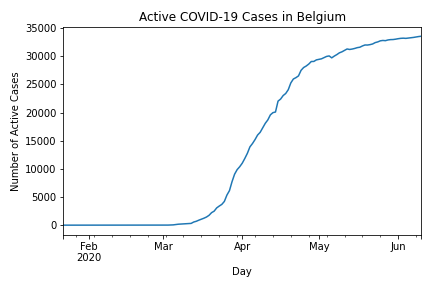 Active COVID-19 Cases in Belgium
35000
30000
25000
20000
15000
10000
5000
0
Number of Active Cases
Feb
2020
Mar
Apr
May
Jun
Day